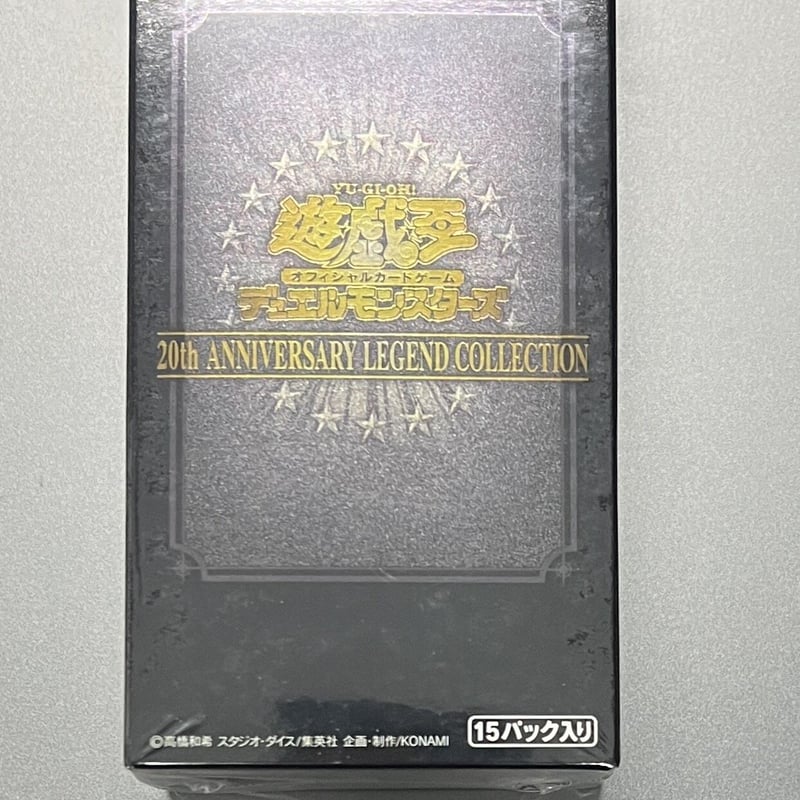 YU-GI-OH!
遊☆戯☆王
オフィシャルカードゲーム
デュエルモンスターズ
20th ANNIVERSARY LEGEND COLLECTION
©高橋和希 スタジオ・ダイス/集英社 企画・制作/KONAMI
15パック入り